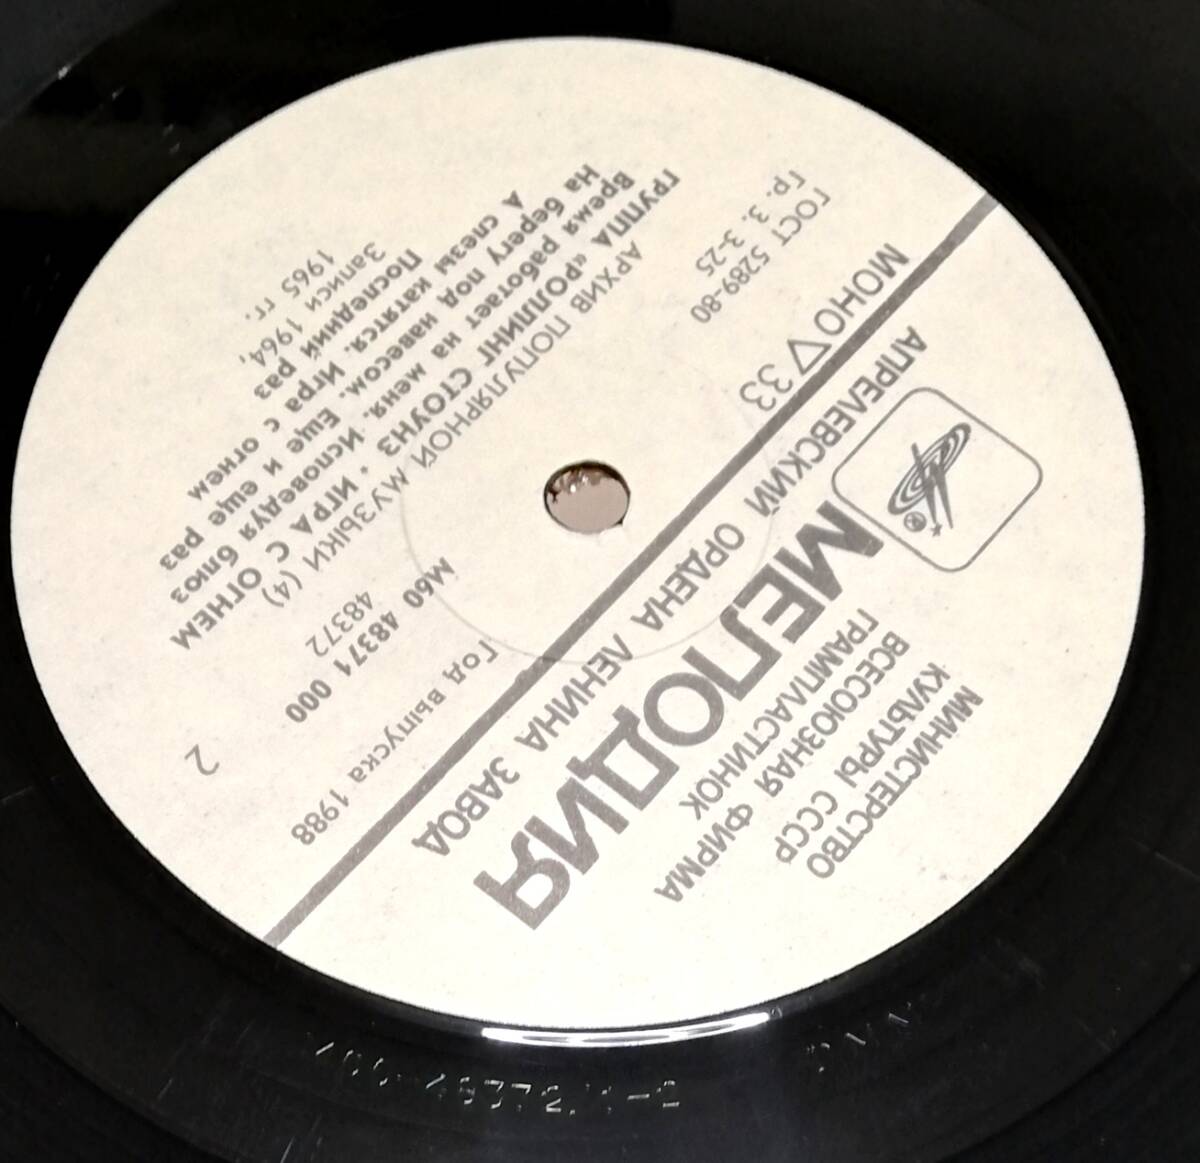 МИНИСТЕРСТВО
КУЛЬТУРЫ СССР
ВСЕСОЮЗНАЯ ФИРМА
ГРАМПЛАСТИНОК
МЕЛОДИЯ
®
АПРЕЛЕВСКИЙ ОРДЕНА ЛЕНИНА ЗАВОД
МОНО ▽ 33
ГОСТ 5289-80
Гр. 3. 3-25
Год выпуска 1988
М60 48371 000
48372
2
АРХИВ ПОПУЛЯРНОЙ МУЗЫКИ (4)
ГРУППА «РОЛЛИНГ СТОУНЗ». ИГРА С ОГНЕМ
Время работает на меня. Исповедуя блюз
На берегу под навесом. Еще и еще раз
А слезы катятся. Игра с огнем
Последний раз
Записи 1964,
1965 гг.
48372/1-2